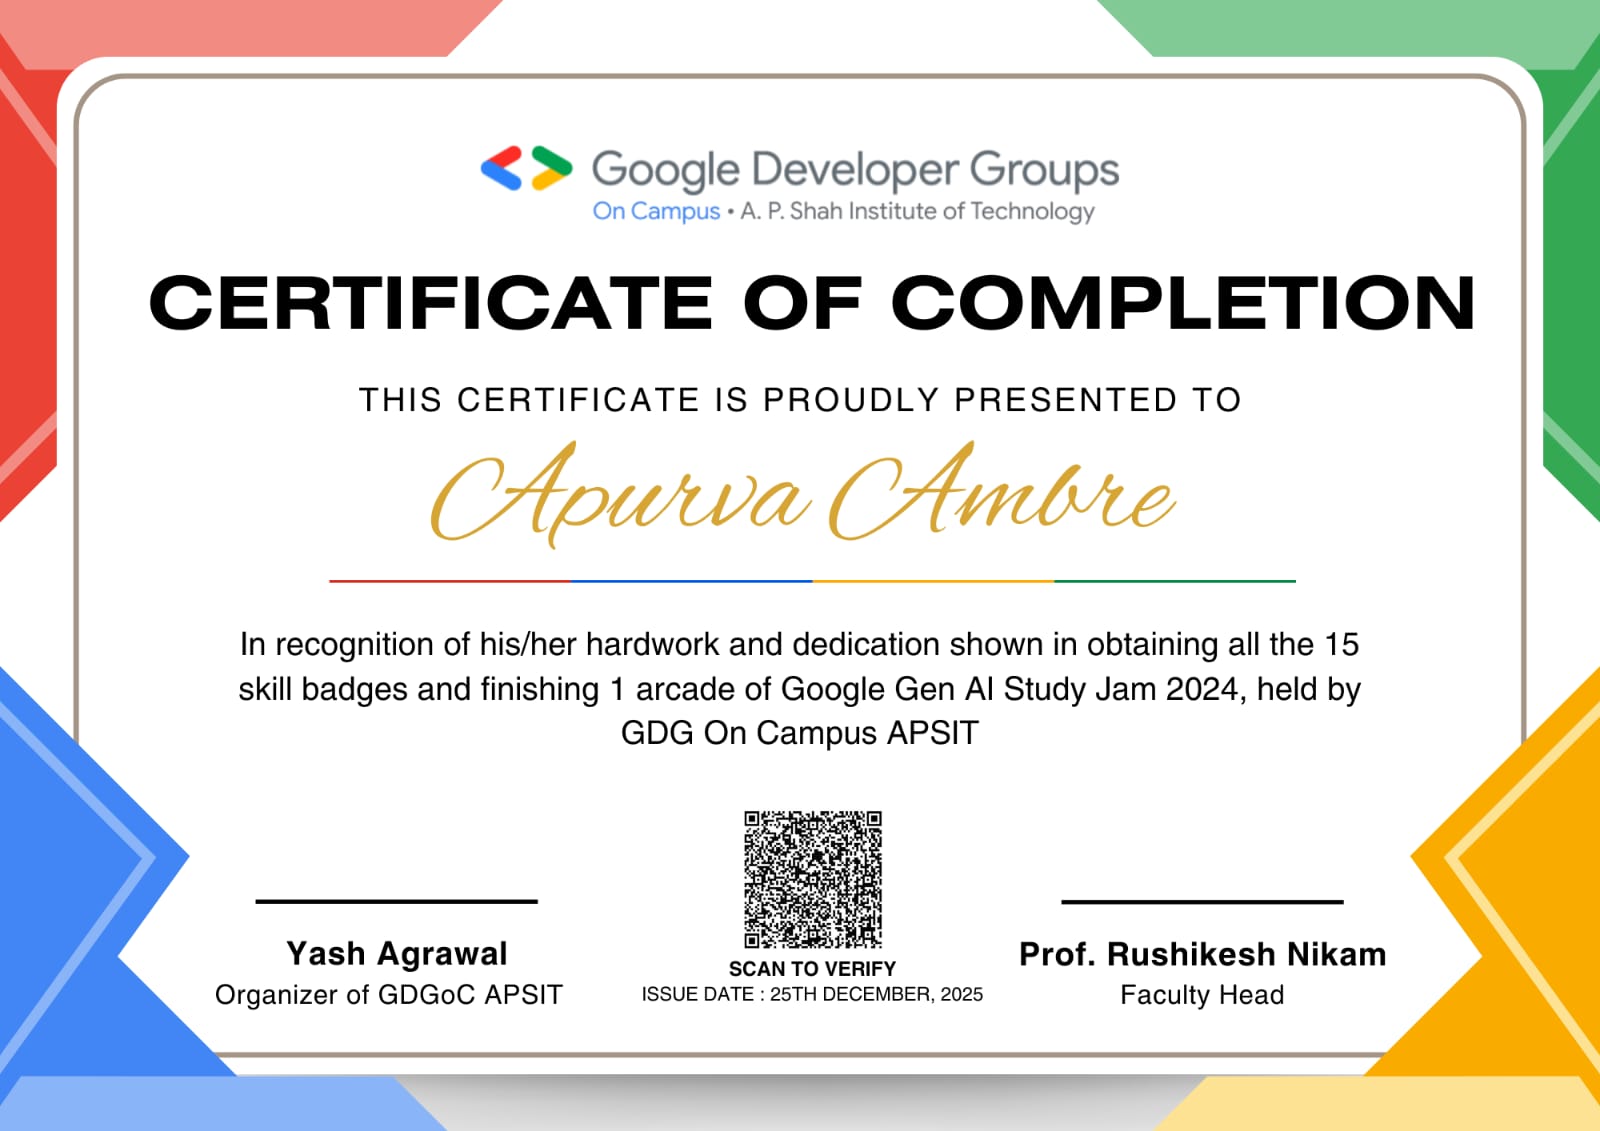 Google Developer Groups
On Campus • A. P. Shah Institute of Technology
CERTIFICATE OF COMPLETION
THIS CERTIFICATE IS PROUDLY PRESENTED TO
Apurva Ambre
In recognition of his/her hardwork and dedication shown in obtaining all the 15
skill badges and finishing 1 arcade of Google Gen AI Study Jam 2024, held by
GDG On Campus APSIT
Yash Agrawal
Organizer of GDGoC APSIT
SCAN TO VERIFY
ISSUE DATE : 25TH DECEMBER, 2025
Prof. Rushikesh Nikam
Faculty Head